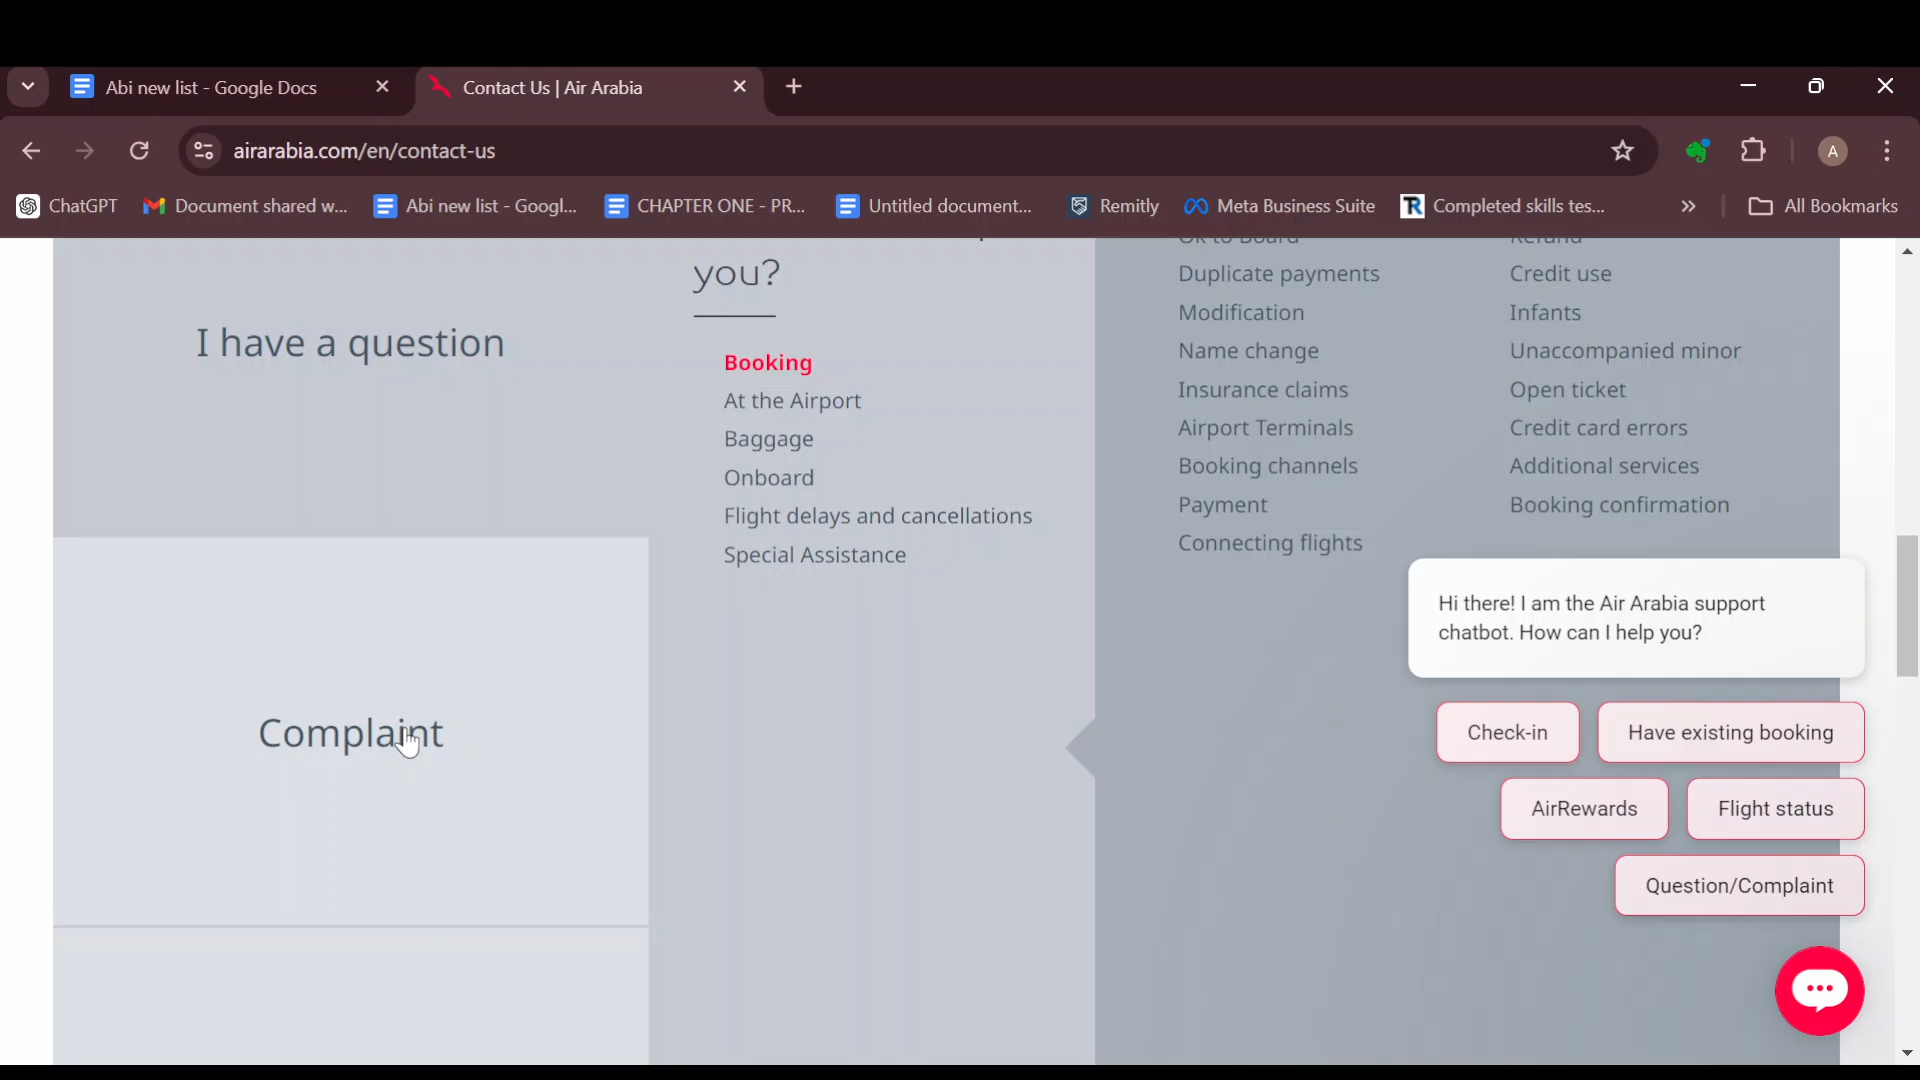 Abi new list - Google Docs
Contact Us | Air Arabia
airarabia.com/en/contact-us
A
ChatGPT
Document shared w...
Abi new list - Googl...
CHAPTER ONE - PR...
Untitled document...
Remitly
Meta Business Suite
TR
Completed skills tes...
All Bookmarks
I have a question
Complaint
you?
Booking
At the Airport
Baggage
Onboard
Flight delays and cancellations
Special Assistance
Ok to Board
Duplicate payments
Modification
Name change
Insurance claims
Airport Terminals
Booking channels
Payment
Connecting flights
Refund
Credit use
Infants
Unaccompanied minor
Open ticket
Credit card errors
Additional services
Booking confirmation
Hi there! I am the Air Arabia support
chatbot. How can I help you?
Check-in
Have existing booking
AirRewards
Flight status
Question/Complaint